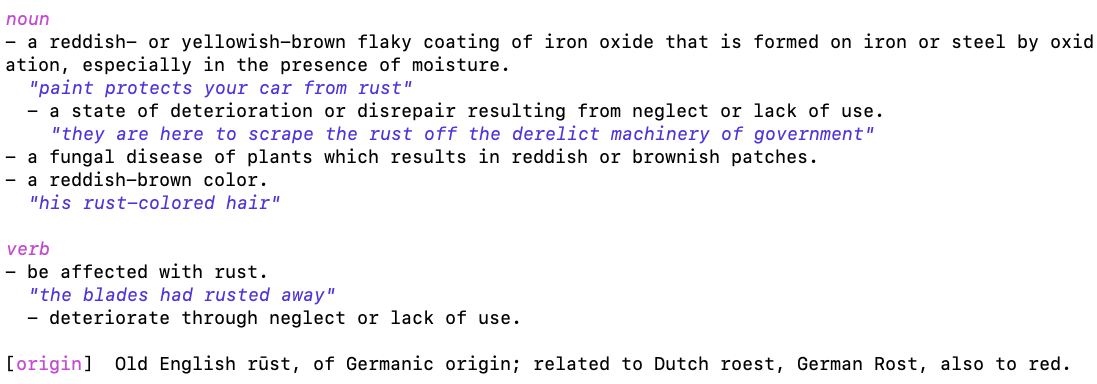 noun
- a reddish- or yellowish-brown flaky coating of iron oxide that is formed on iron or steel by oxid
ation, especially in the presence of moisture.
"paint protects your car from rust"
- a state of deterioration or disrepair resulting from neglect or lack of use.
"they are here to scrape the rust off the derelict machinery of government"
- a fungal disease of plants which results in reddish or brownish patches.
- a reddish-brown color.
"his rust-colored hair"
verb
- be affected with rust.
"the blades had rusted away"
- deteriorate through neglect or lack of use.
[origin]  Old English rūst, of Germanic origin; related to Dutch roest, German Rost, also to red.